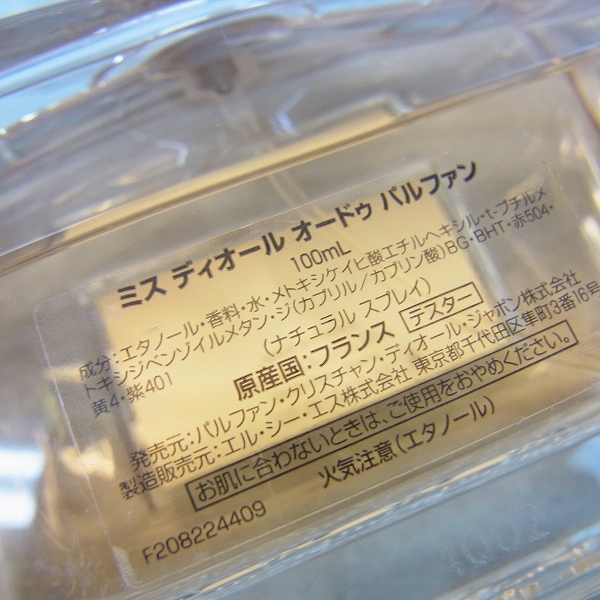 ミス ディオール オードゥ パルファン
100mL
成分:エタノール・香料・水・メトキシケイヒ酸エチルヘキシル・t-ブチルメ
トキシジベンゾイルメタン・ジ(カプリル/カプリン酸)BG・BHT・赤504・
黄4・紫401
(ナチュラル スプレイ)
原産国:フランス テスター
発売元:パルファン・クリスチャン・ディオール・ジャポン株式会社
製造販売元:エル・シー・エス株式会社 東京都千代田区隼町3番16号
お肌に合わないときは、ご使用をおやめください。
火気注意(エタノール)
F208224409